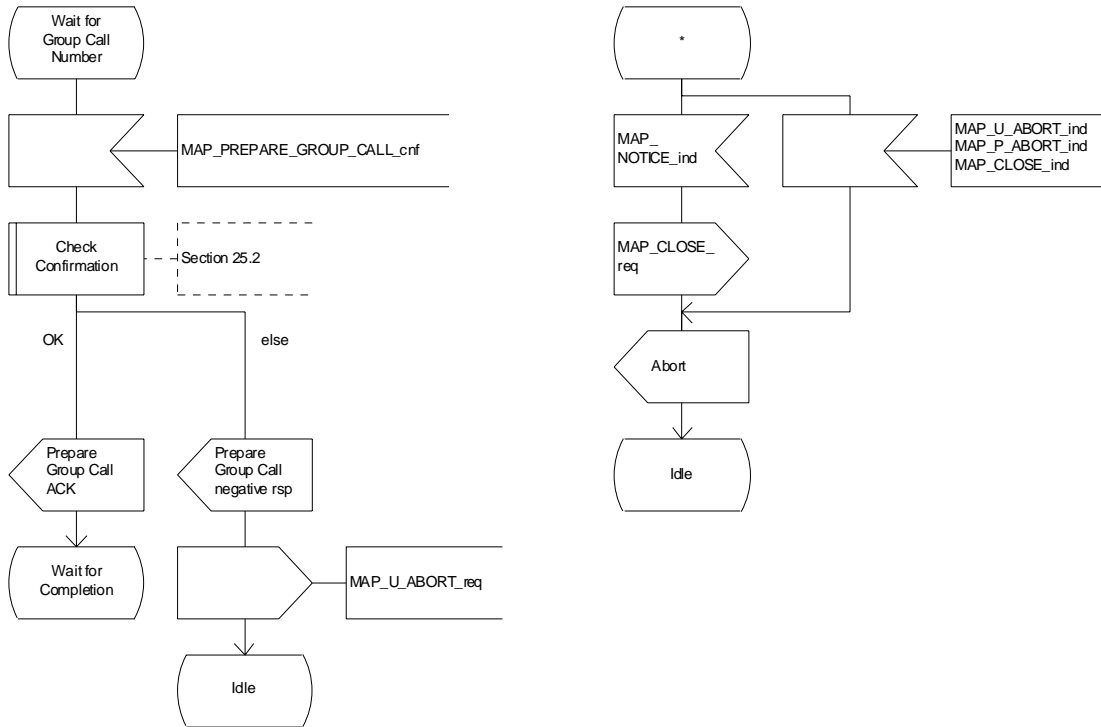 Wait for
Group Call
Number
MAP_PREPARE_GROUP_CALL_cnf
Check
Confirmation
Section 25.2
OK
else
Prepare
Group Call
ACK
Prepare
Group Call
negative rsp
Wait for
Completion
MAP_U_ABORT_req
Idle
*
MAP_
NOTICE_ind
MAP_U_ABORT_ind
MAP_P_ABORT_ind
MAP_CLOSE_ind
MAP_CLOSE_
req
Abort
Idle